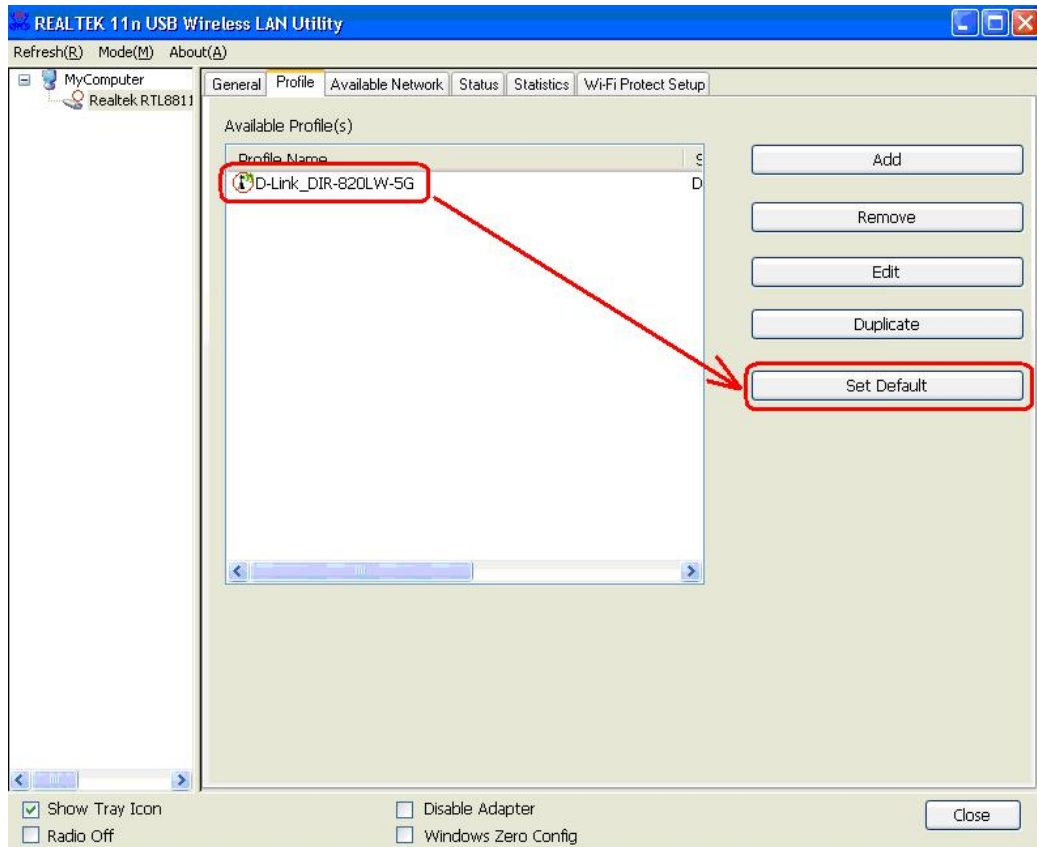 REALTEK 11n USB Wireless LAN Utility
Refresh(R) Mode(M) About(A)
MyComputer
Realtek RTL8811
General Profile Available Network Status Statistics Wi-Fi Protect Setup
Available Profile(s)
Profile Name S
D-Link_DIR-820LW-5G D
Add
Remove
Edit
Duplicate
Set Default
Show Tray Icon
Disable Adapter
Close
Radio Off
Windows Zero Config